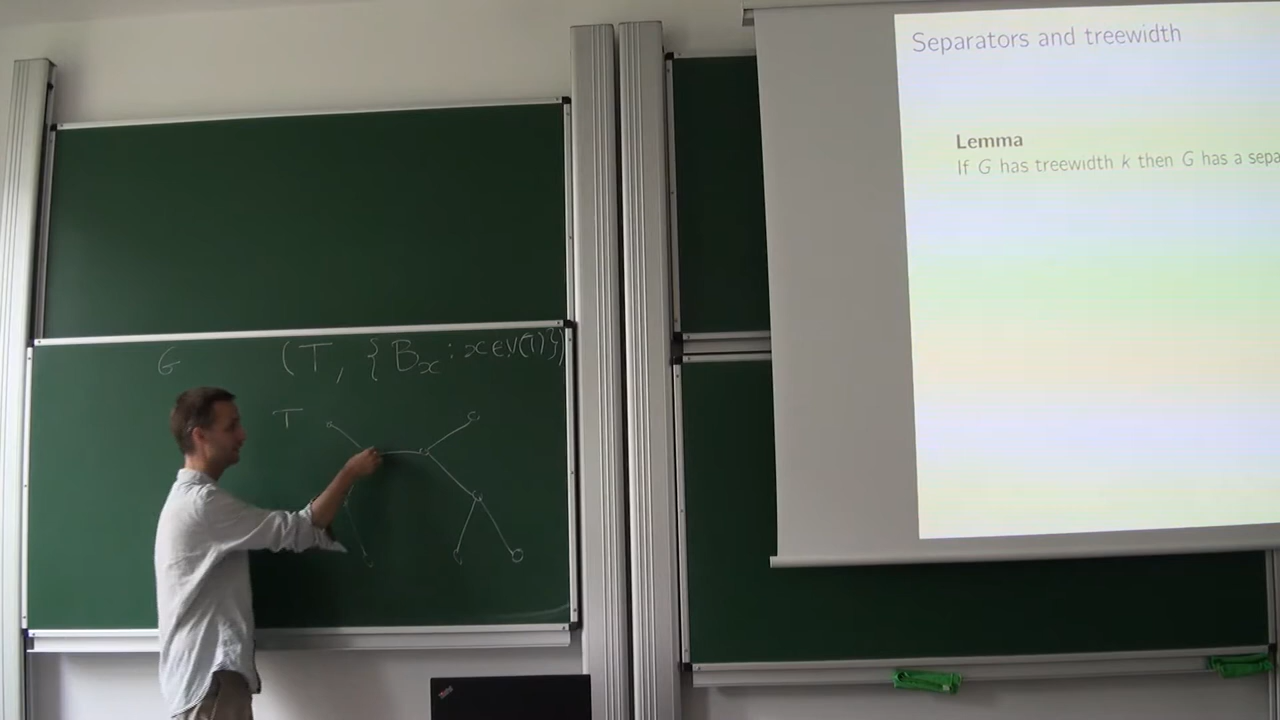 G (T, {Bx : x∈V(T)})
T
Separators and treewidth
Lemma
If G has treewidth k then G has a sepa